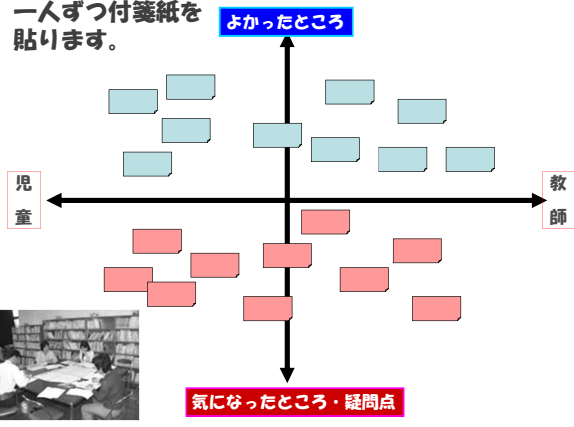 一人ずつ付箋紙を
貼ります。
よかったところ
児童
教師
気になったところ・疑問点